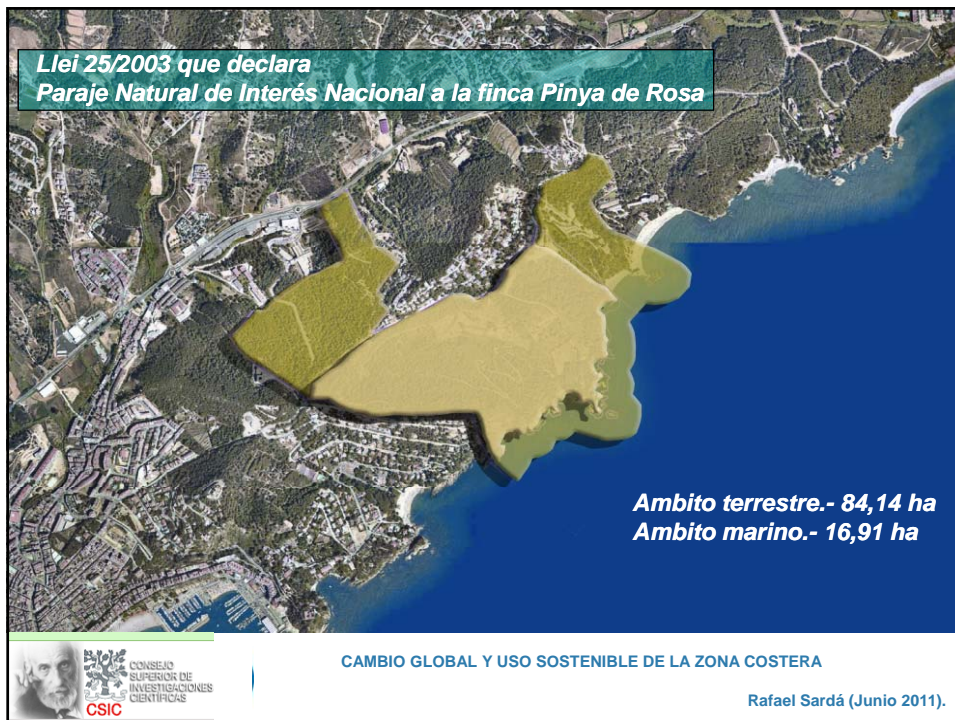 Llei 25/2003 que declara
Paraje Natural de Interés Nacional a la finca Pinya de Rosa
Ambito terrestre.- 84,14 ha
Ambito marino.- 16,91 ha
CONSEJO
SUPERIOR DE
INVESTIGACIONES
CIENTÍFICAS
CSIC
CAMBIO GLOBAL Y USO SOSTENIBLE DE LA ZONA COSTERA
Rafael Sardá (Junio 2011).